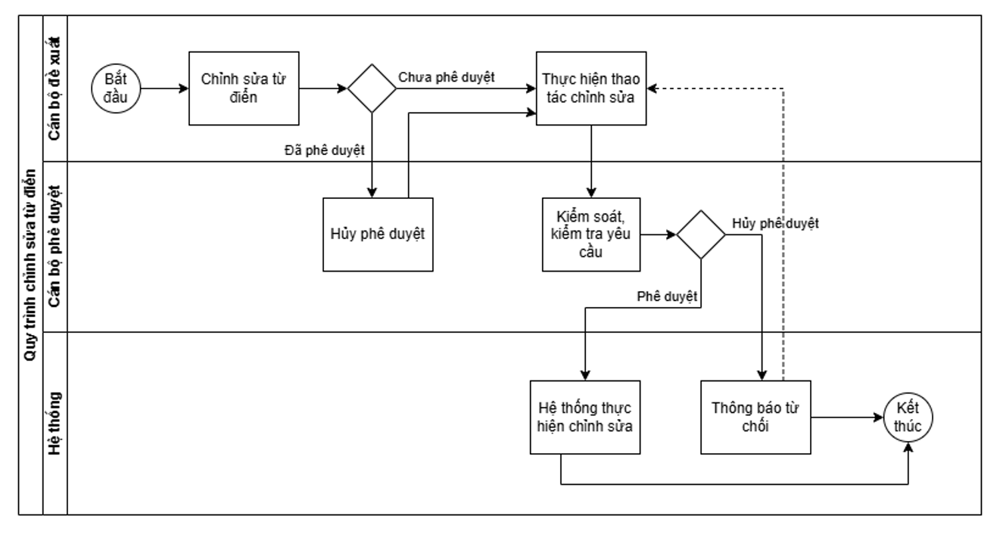 Quy trình chỉnh sửa từ điển
Cán bộ đề xuất
Bắt
đầu
Chỉnh sửa từ
điển
Chưa phê duyệt
Đã phê duyệt
Thực hiện thao
tác chỉnh sửa
Cán bộ phê duyệt
Hủy phê duyệt
Kiểm soát,
kiểm tra yêu
cầu
Hủy phê duyệt
Phê duyệt
Hệ thống
Hệ thống thực
hiện chỉnh sửa
Thông báo từ
chối
Kết
thúc